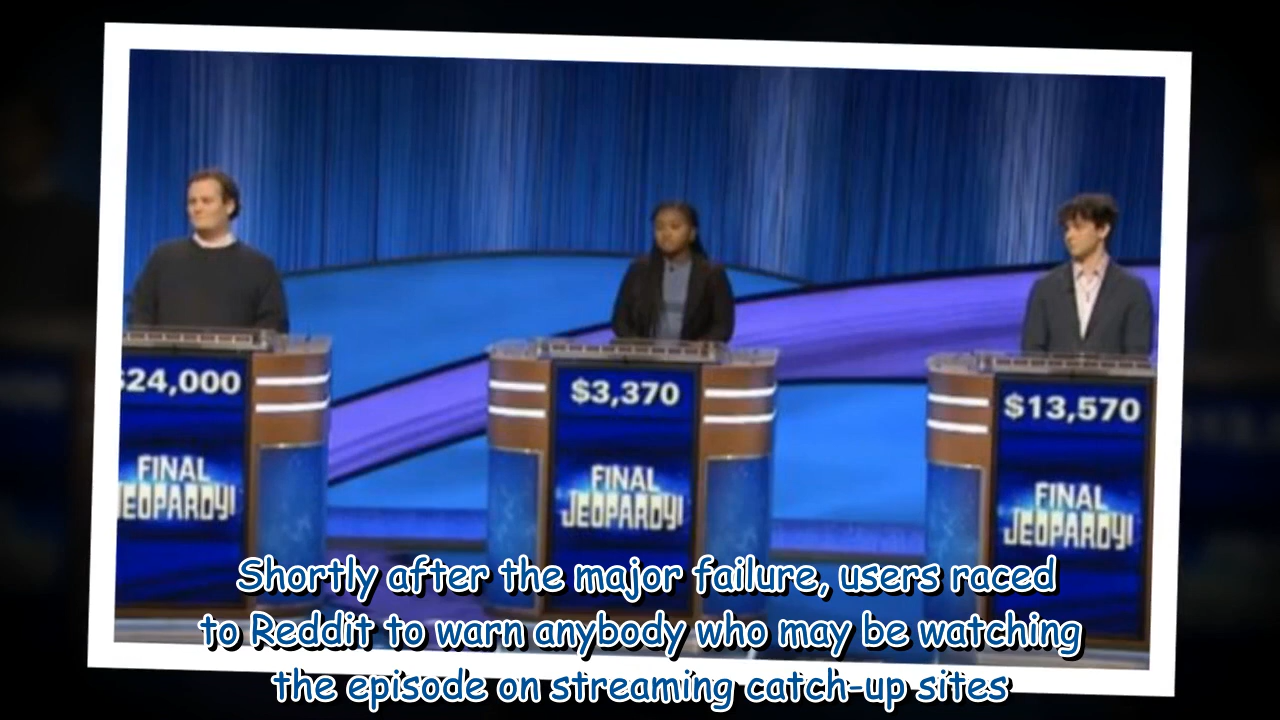 $24,000
$3,370
$13,570
FINAL
JEOPARDY!
FINAL
JEOPARDY!
FINAL
JEOPARDY!
Shortly after the major failure, users raced
to Reddit to warn anybody who may be watching
the episode on streaming catch-up sites